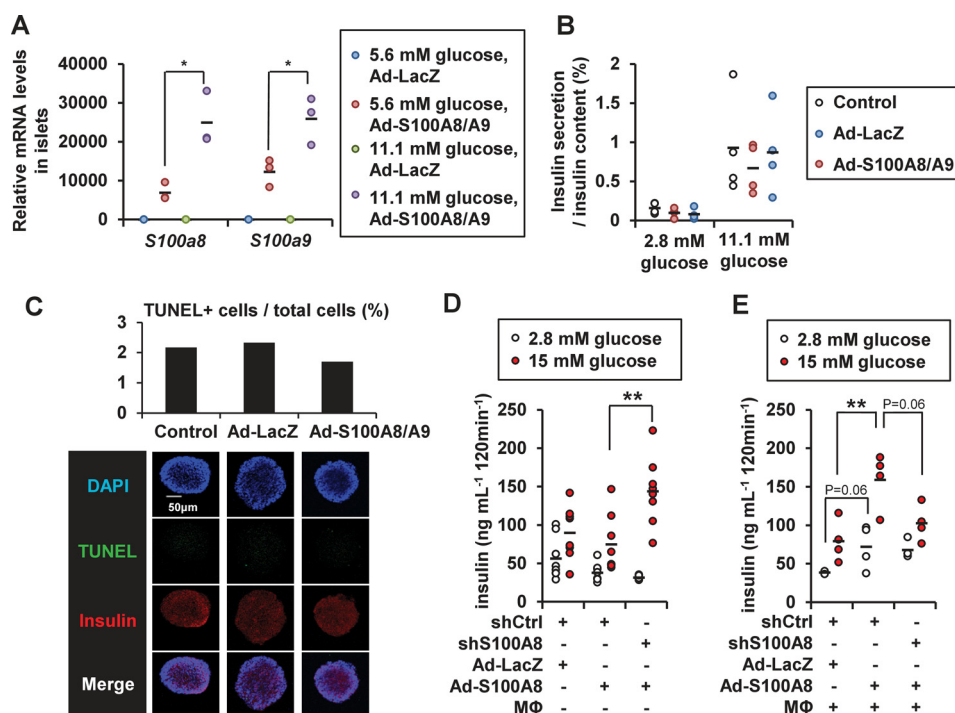 A
Relative mRNA levels
in islets
40000
30000
20000
10000
0
*
*
S100a8
S100a9
5.6 mM glucose,
Ad-LacZ
5.6 mM glucose,
Ad-S100A8/A9
11.1 mM glucose,
Ad-LacZ
11.1 mM glucose,
Ad-S100A8/A9
B
Insulin secretion
/ insulin content (%)
2
1.5
1
0.5
0
2.8 mM
glucose
11.1 mM
glucose
Control
Ad-LacZ
Ad-S100A8/A9
C
TUNEL+ cells / total cells (%)
3
2
1
0
Control
Ad-LacZ
Ad-S100A8/A9
DAPI
50µm
TUNEL
Insulin
Merge
D
2.8 mM glucose
15 mM glucose
insulin (ng mL⁻¹ 120min⁻¹)
250
200
150
100
50
0
**
shCtrl + + -
shS100A8 - - +
Ad-LacZ + - -
Ad-S100A8 - + +
MΦ - - -
E
2.8 mM glucose
15 mM glucose
insulin (ng mL⁻¹ 120min⁻¹)
250
200
150
100
50
0
**
P=0.06
P=0.06
shCtrl + + -
shS100A8 - - +
Ad-LacZ + - -
Ad-S100A8 - + +
MΦ + + +